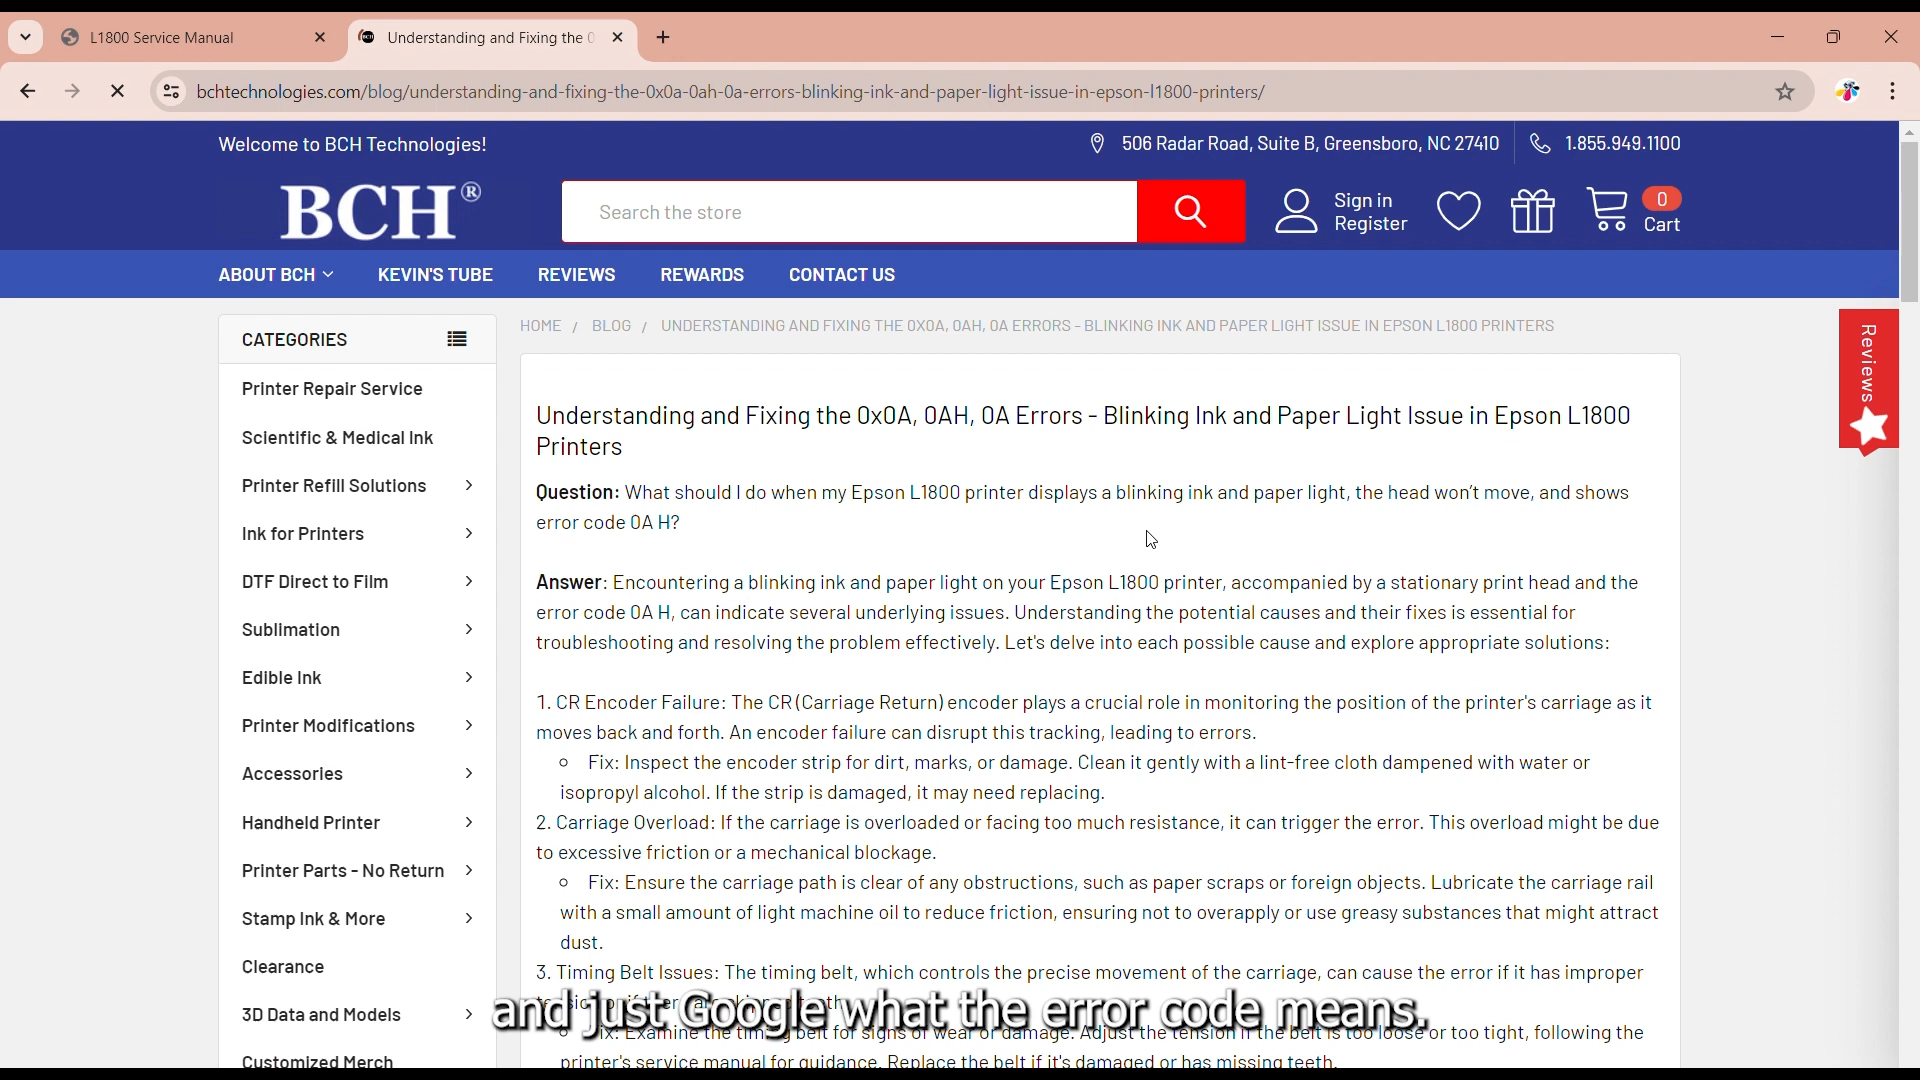 L1800 Service Manual
Understanding and Fixing the 0
bchtechnologies.com/blog/understanding-and-fixing-the-0x0a-0ah-0a-errors-blinking-ink-and-paper-light-issue-in-epson-l1800-printers/
Welcome to BCH Technologies!
506 Radar Road, Suite B, Greensboro, NC 27410
1.855.949.1100
BCH®
Search the store
Sign in
Register
0
Cart
ABOUT BCH
KEVIN'S TUBE
REVIEWS
REWARDS
CONTACT US
HOME / BLOG / UNDERSTANDING AND FIXING THE 0X0A, 0AH, 0A ERRORS - BLINKING INK AND PAPER LIGHT ISSUE IN EPSON L1800 PRINTERS
Reviews
CATEGORIES
Printer Repair Service
Scientific & Medical Ink
Printer Refill Solutions
Ink for Printers
DTF Direct to Film
Sublimation
Edible Ink
Printer Modifications
Accessories
Handheld Printer
Printer Parts - No Return
Stamp Ink & More
Clearance
3D Data and Models
Customized Merch
Understanding and Fixing the 0x0A, 0AH, 0A Errors - Blinking Ink and Paper Light Issue in Epson L1800
Printers
Question: What should I do when my Epson L1800 printer displays a blinking ink and paper light, the head won't move, and shows
error code 0A H?
Answer: Encountering a blinking ink and paper light on your Epson L1800 printer, accompanied by a stationary print head and the
error code 0A H, can indicate several underlying issues. Understanding the potential causes and their fixes is essential for
troubleshooting and resolving the problem effectively. Let's delve into each possible cause and explore appropriate solutions:
1. CR Encoder Failure: The CR (Carriage Return) encoder plays a crucial role in monitoring the position of the printer's carriage as it
moves back and forth. An encoder failure can disrupt this tracking, leading to errors.
Fix: Inspect the encoder strip for dirt, marks, or damage. Clean it gently with a lint-free cloth dampened with water or
isopropyl alcohol. If the strip is damaged, it may need replacing.
2. Carriage Overload: If the carriage is overloaded or facing too much resistance, it can trigger the error. This overload might be due
to excessive friction or a mechanical blockage.
Fix: Ensure the carriage path is clear of any obstructions, such as paper scraps or foreign objects. Lubricate the carriage rail
with a small amount of light machine oil to reduce friction, ensuring not to overapply or use greasy substances that might attract
dust.
3. Timing Belt Issues: The timing belt, which controls the precise movement of the carriage, can cause the error if it has improper
and just Google what the error code means.
Fix: Examine the timing belt for signs of wear or damage. Adjust the tension if the belt is too loose or too tight, following the
printer's service manual for guidance. Replace the belt if it's damaged or has missing teeth.